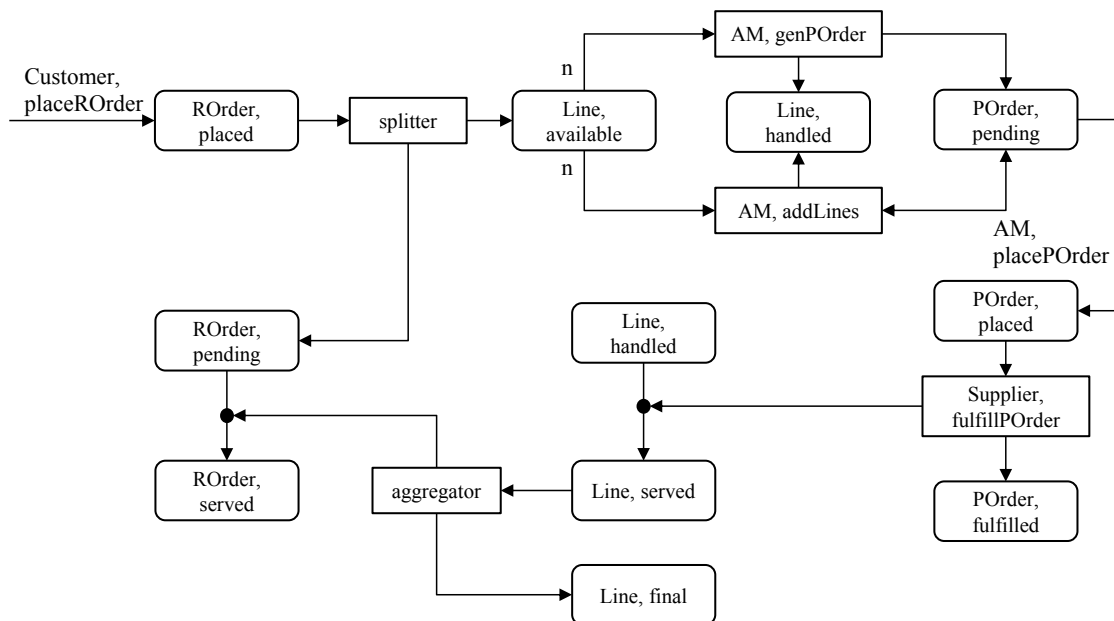 Customer,
placeROrder
ROrder,
placed
splitter
n
n
Line,
available
AM, genPOrder
Line,
handled
AM, addLines
POrder,
pending
AM,
placePOrder
POrder,
placed
ROrder,
pending
Line,
handled
Supplier,
fulfillPOrder
ROrder,
served
aggregator
Line, served
POrder,
fulfilled
Line, final